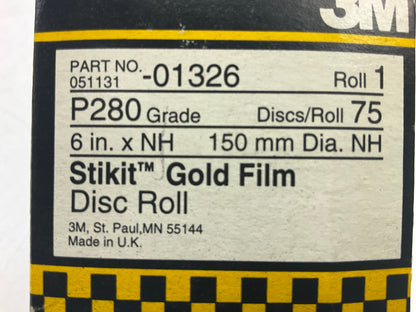 3M
PART NO. 051131 -01326 Roll 1
P280 Grade Discs/Roll 75
6 in. x NH 150 mm Dia. NH
Stikit™ Gold Film
Disc Roll
3M, St. Paul,MN 55144
Made in U.K.